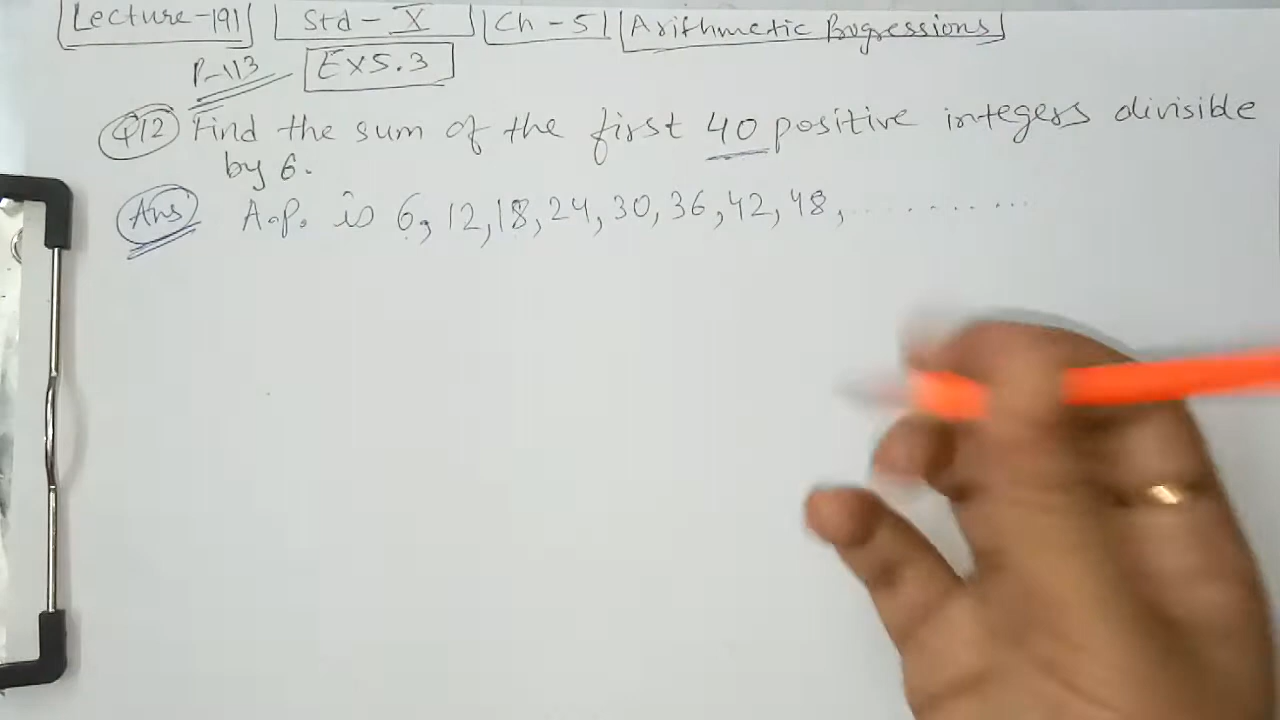 Lecture-191 Std - X Ch - 5 Arithmetic Progressions
P-113 Ex5.3
Q12 Find the sum of the first 40 positive integers divisible
by 6.
Ans A.P. is 6, 12, 18, 24, 30, 36, 42, 48, ...........